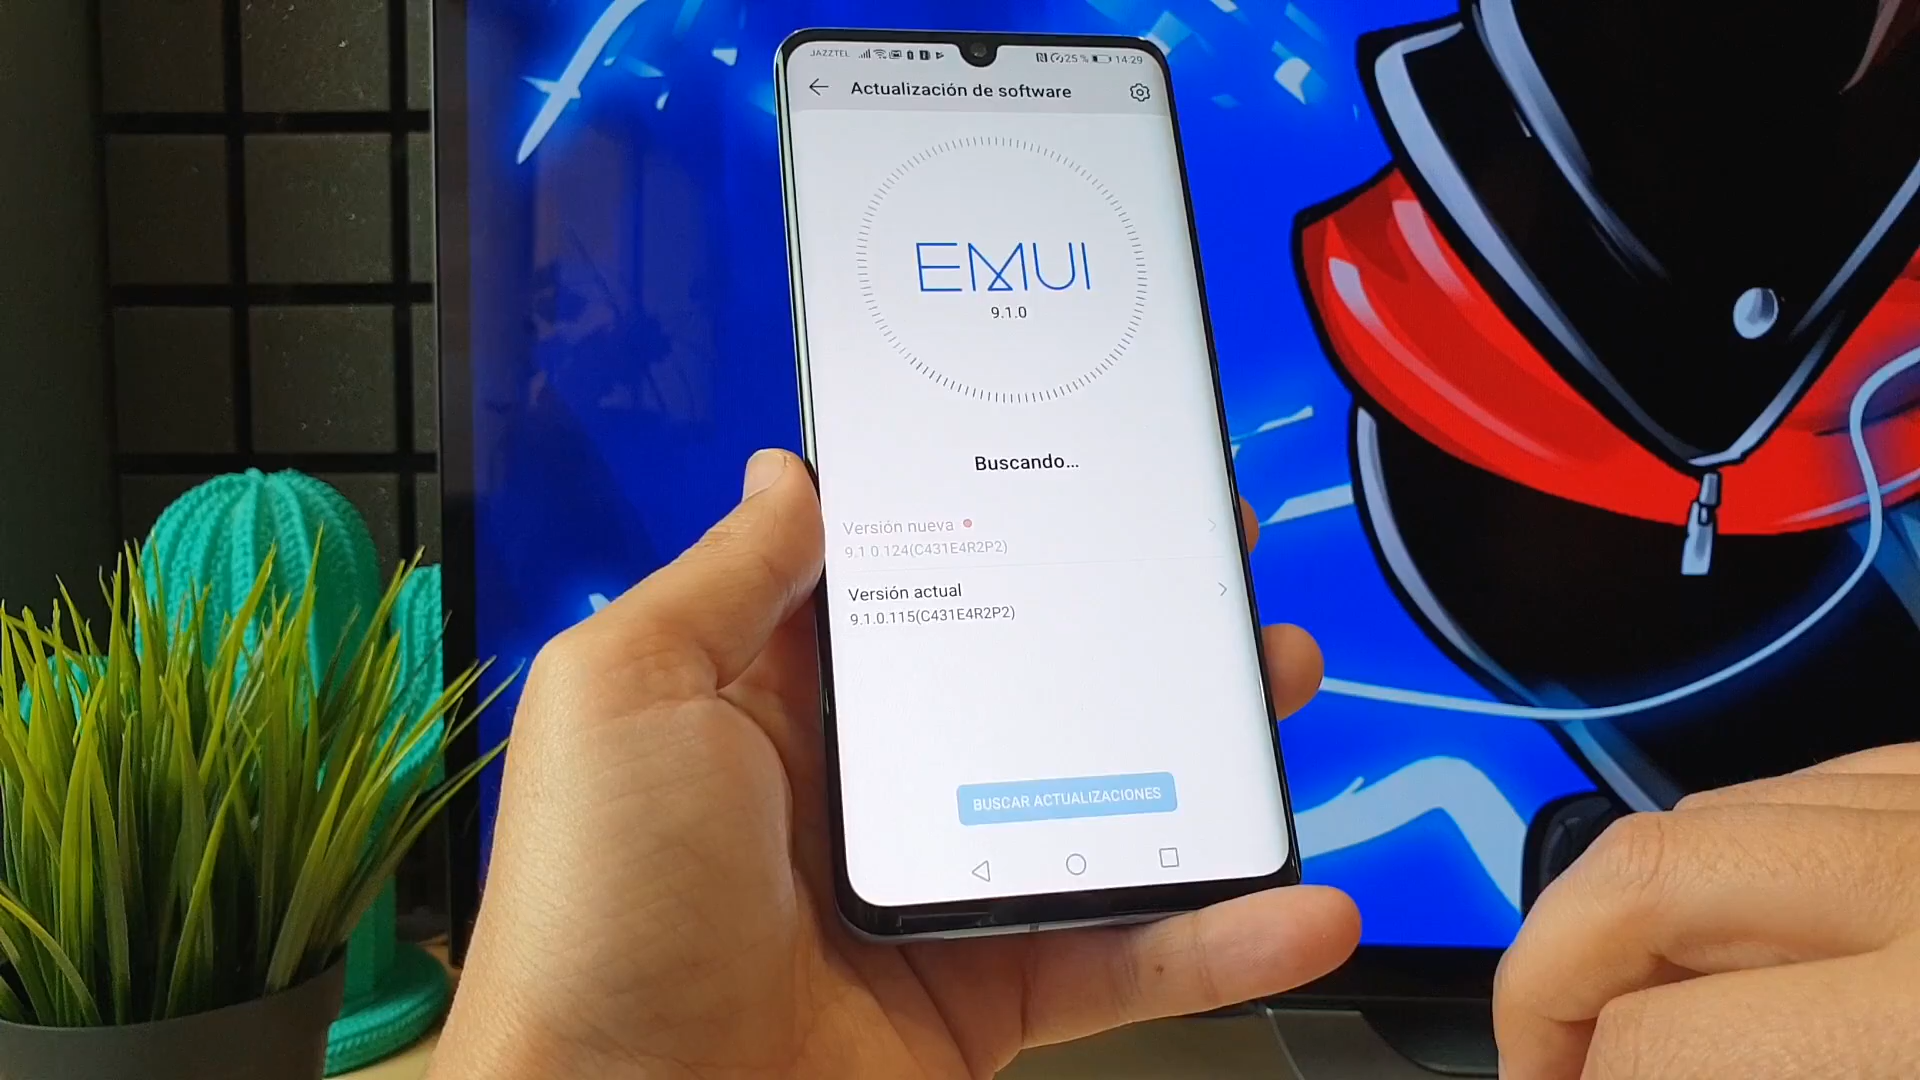 JAZZTEL 25 % 14:29
Actualización de software
EMUI
9.1.0
Buscando...
Versión nueva
9.1.0.124(C431E4R2P2)
Versión actual
9.1.0.115(C431E4R2P2)
BUSCAR ACTUALIZACIONES